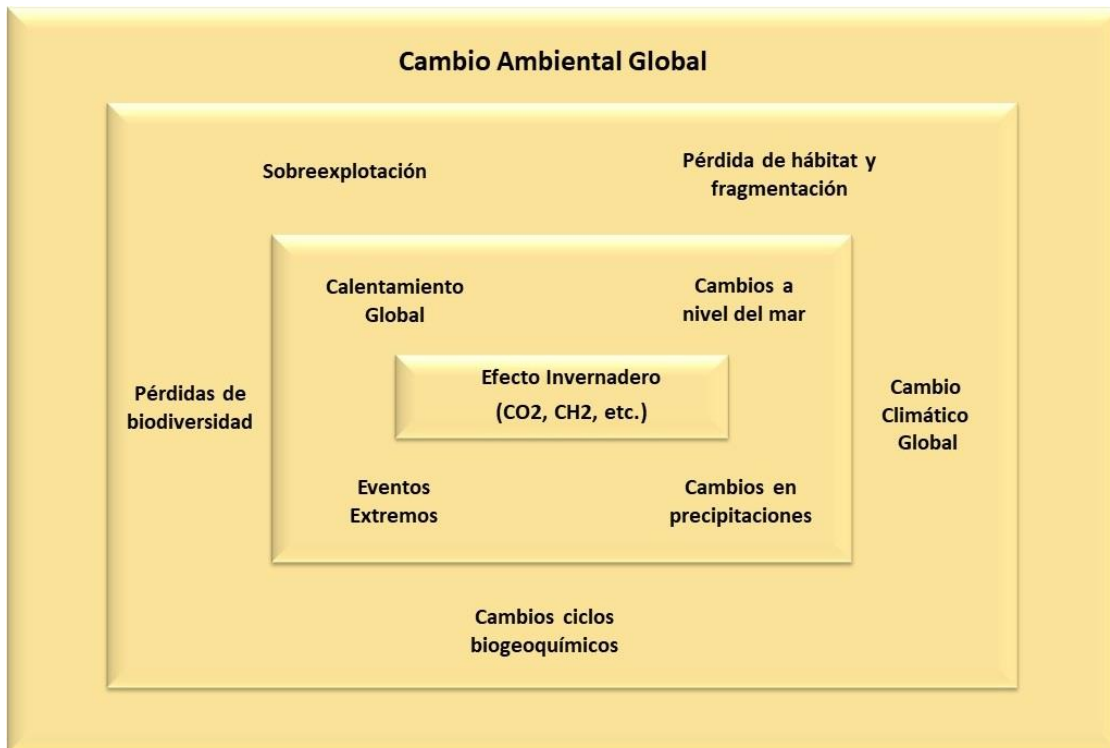 Cambio Ambiental Global
Sobreexplotación
Pérdida de hábitat y
fragmentación
Calentamiento
Global
Cambios a
nivel del mar
Efecto Invernadero
(CO2, CH2, etc.)
Pérdidas de
biodiversidad
Cambio
Climático
Global
Eventos
Extremos
Cambios en
precipitaciones
Cambios ciclos
biogeoquímicos